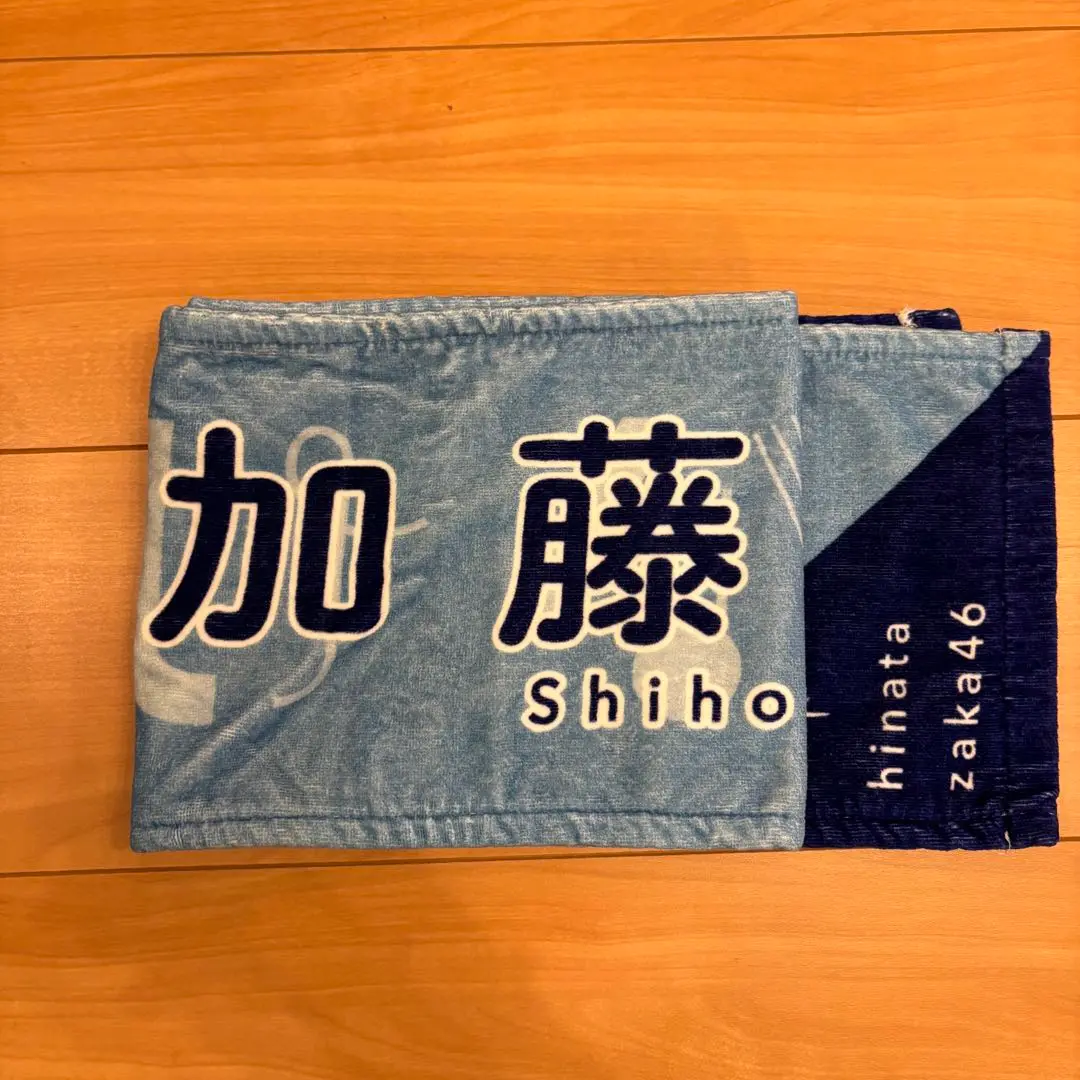 加藤
Shiho
hinata
zaka46